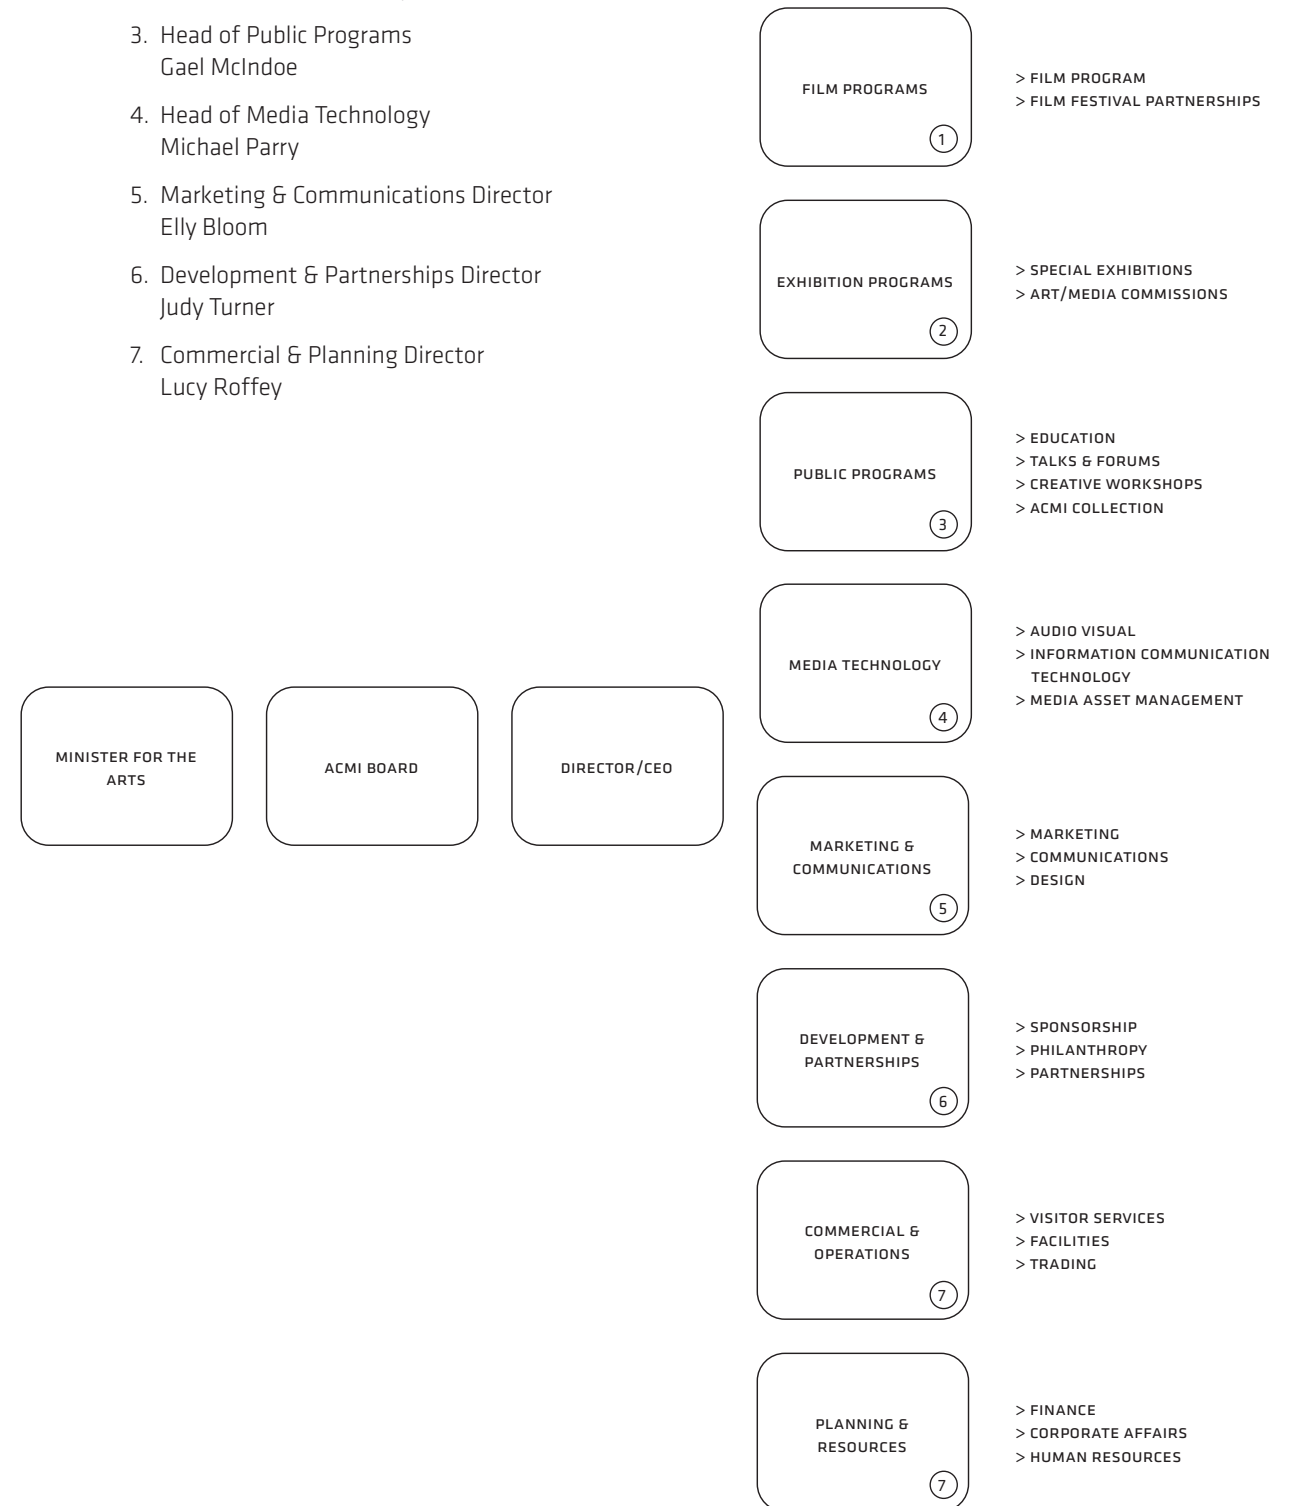 3. Head of Public Programs
Gael McIndoe
4. Head of Media Technology
Michael Parry
5. Marketing & Communications Director
Elly Bloom
6. Development & Partnerships Director
Judy Turner
7. Commercial & Planning Director
Lucy Roffey
MINISTER FOR THE
ARTS
ACMI BOARD
DIRECTOR/CEO
FILM PROGRAMS
1
> FILM PROGRAM
> FILM FESTIVAL PARTNERSHIPS
EXHIBITION PROGRAMS
2
> SPECIAL EXHIBITIONS
> ART/MEDIA COMMISSIONS
PUBLIC PROGRAMS
3
> EDUCATION
> TALKS & FORUMS
> CREATIVE WORKSHOPS
> ACMI COLLECTION
MEDIA TECHNOLOGY
4
> AUDIO VISUAL
> INFORMATION COMMUNICATION
TECHNOLOGY
> MEDIA ASSET MANAGEMENT
MARKETING &
COMMUNICATIONS
5
> MARKETING
> COMMUNICATIONS
> DESIGN
DEVELOPMENT &
PARTNERSHIPS
6
> SPONSORSHIP
> PHILANTHROPY
> PARTNERSHIPS
COMMERCIAL &
OPERATIONS
7
> VISITOR SERVICES
> FACILITIES
> TRADING
PLANNING &
RESOURCES
7
> FINANCE
> CORPORATE AFFAIRS
> HUMAN RESOURCES